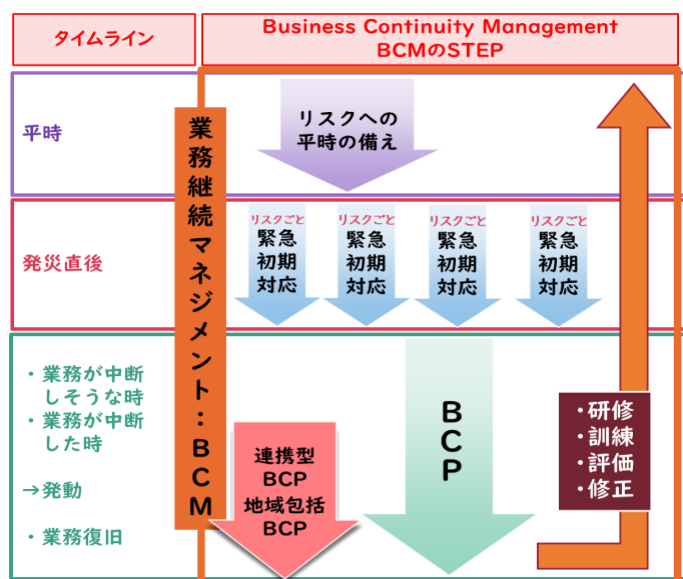 タイムライン
Business Continuity Management
BCMのSTEP
平時
業務継続マネジメント：BCM
リスクへの
平時の備え
発災直後
リスクごと
緊急
初期
対応
リスクごと
緊急
初期
対応
リスクごと
緊急
初期
対応
リスクごと
緊急
初期
対応
・業務が中断
しそうな時
・業務が中断
した時
→発動
・業務復旧
連携型
BCP
地域包括
BCP
BCP
・研修
・訓練
・評価
・修正